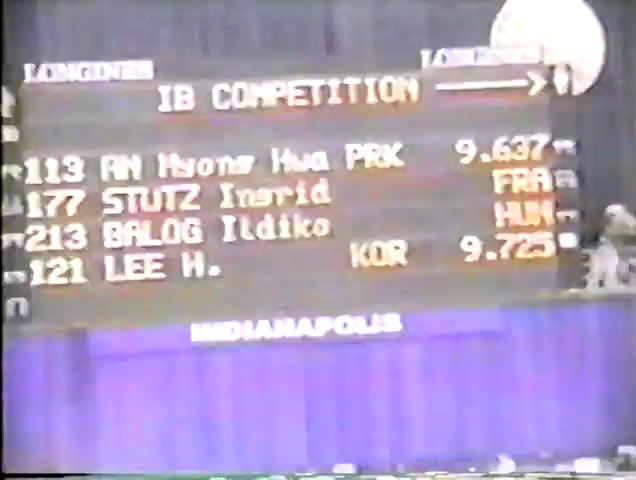 LONGINES LONGINES
IB COMPETITION
113 AN Myong Hwa PRK 9.637
177 STUTZ Ingrid FRA
213 BALOG Ildiko HUN
121 LEE H. KOR 9.725
INDIANAPOLIS